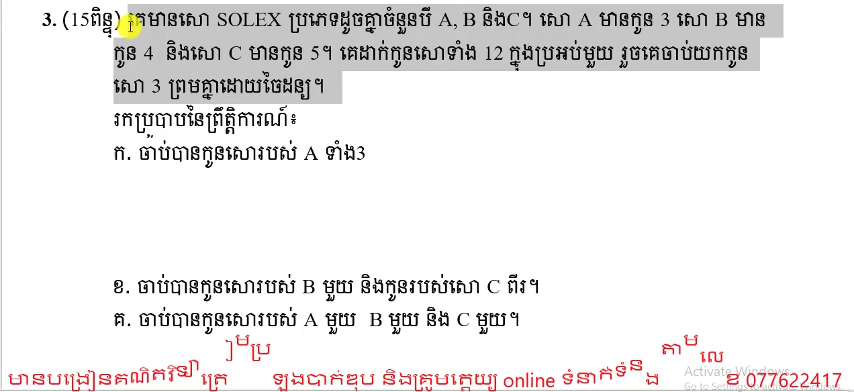 3. (15ពិន្ទុ) គេមានសោ SOLEX ប្រភេទដូចគ្នាចំនួនបី A, B និងC។ សោ A មានកូន 3 សោ B មាន
កូន 4 និងសោ C មានកូន 5។ គេដាក់កូនសោទាំង 12 ក្នុងប្រអប់មួយ រួចគេចាប់យកកូន
សោ 3 ព្រមគ្នាដោយចៃដន្យ។
រកប្រូបាបនៃព្រឹត្តិការណ៍៖
ក. ចាប់បានកូនសោរបស់ A ទាំង3
ខ. ចាប់បានកូនសោរបស់ B មួយ និងកូនរបស់សោ C ពីរ។
គ. ចាប់បានកូនសោរបស់ A មួយ B មួយ និង C មួយ។
មានបង្រៀនគណិតវិទ្យា ត្រៀមប្រឡងបាក់ឌុប និងគ្រូបម្តេយ្យ online ទំនាក់ទំនងតាមលេខ 077622417
Activate Windows
Go to Settings to activate Windows.